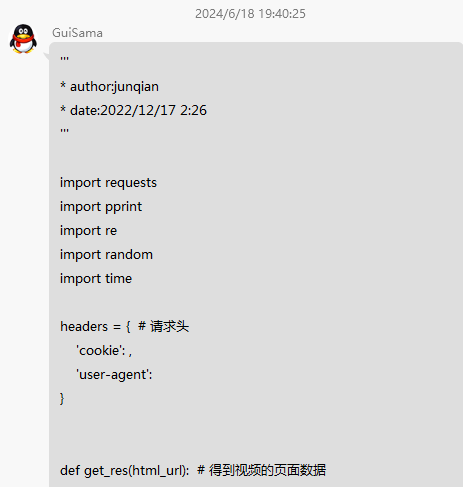 2024/6/18 19:40:25
GuiSama
'''
* author:junqian
* date:2022/12/17 2:26
'''
import requests
import pprint
import re
import random
import time
headers = {  # 请求头
    'cookie': ,
    'user-agent':
}
def get_res(html_url):  # 得到视频的页面数据